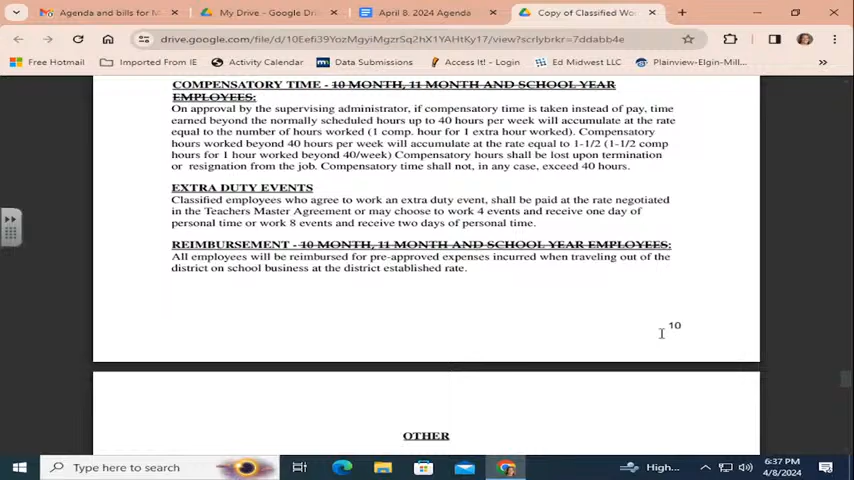 Agenda and bills for M
My Drive - Google Dri
April 8, 2024 Agenda
Copy of Classified Wo
drive.google.com/file/d/10Eefi39YozMgyiMgzrSq2hX1YAHtKy17/view?scrlybrkr=7ddabb4e
Free Hotmail
Imported From IE
Activity Calendar
Data Submissions
Access It! - Login
Ed Midwest LLC
Plainview-Elgin-Mill...
COMPENSATORY TIME - 10 MONTH, 11 MONTH AND SCHOOL YEAR
EMPLOYEES:
On approval by the supervising administrator, if compensatory time is taken instead of pay, time
earned beyond the normally scheduled hours up to 40 hours per week will accumulate at the rate
equal to the number of hours worked (1 comp. hour for 1 extra hour worked). Compensatory
hours worked beyond 40 hours per week will accumulate at the rate equal to 1-1/2 (1-1/2 comp
hours for 1 hour worked beyond 40/week) Compensatory hours shall be lost upon termination
or resignation from the job. Compensatory time shall not, in any case, exceed 40 hours.
EXTRA DUTY EVENTS
Classified employees who agree to work an extra duty event, shall be paid at the rate negotiated
in the Teachers Master Agreement or may choose to work 4 events and receive one day of
personal time or work 8 events and receive two days of personal time.
REIMBURSEMENT - 10 MONTH, 11 MONTH AND SCHOOL YEAR EMPLOYEES:
All employees will be reimbursed for pre-approved expenses incurred when traveling out of the
district on school business at the district established rate.
10
OTHER
Type here to search
High...
6:37 PM
4/8/2024